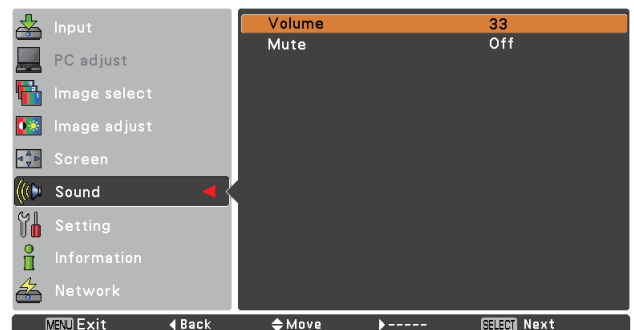 Input
PC adjust
Image select
Image adjust
Screen
Sound
Setting
Information
Network
Volume 33
Mute Off
MENU Exit Back Move ----- SELECT Next